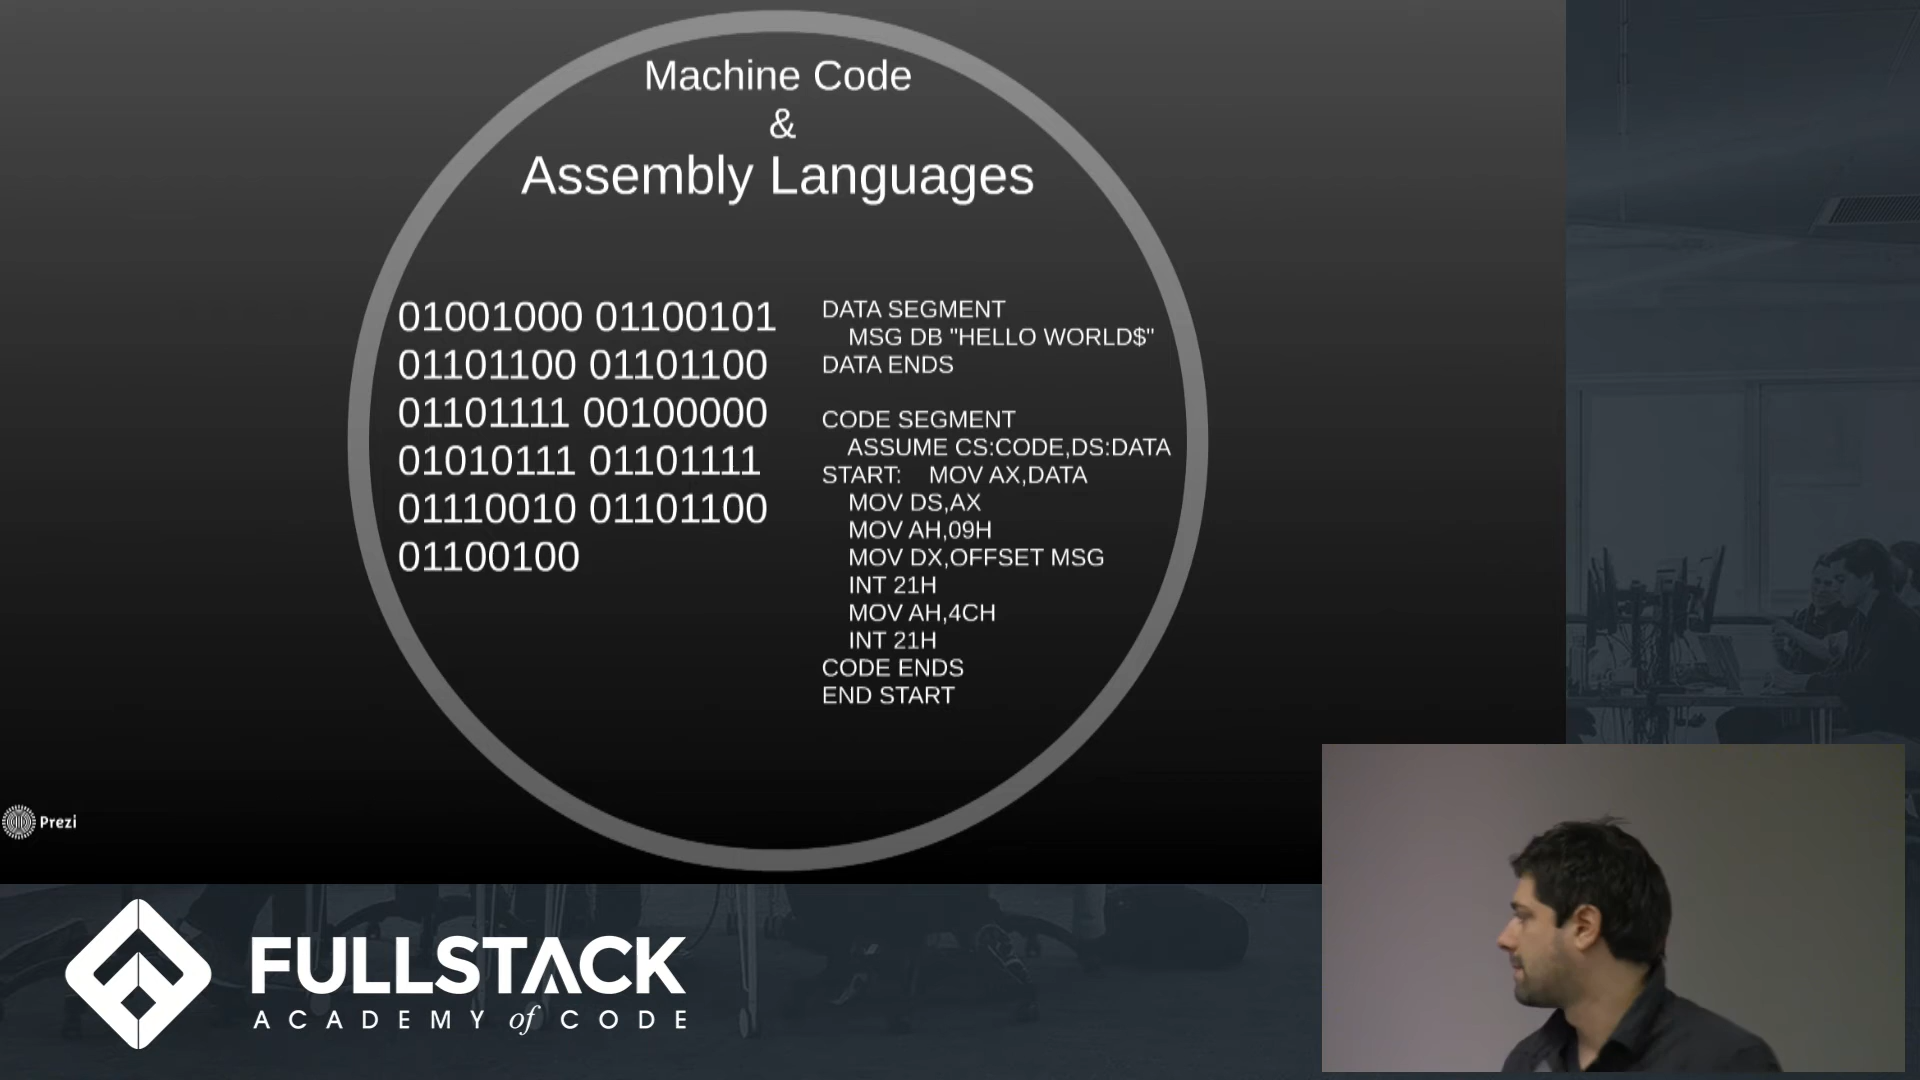 Machine Code
&
Assembly Languages
01001000 01100101
01101100 01101100
01101111 00100000
01010111 01101111
01110010 01101100
01100100
DATA SEGMENT
MSG DB "HELLO WORLD$"
DATA ENDS
CODE SEGMENT
ASSUME CS:CODE,DS:DATA
START: MOV AX,DATA
MOV DS,AX
MOV AH,09H
MOV DX,OFFSET MSG
INT 21H
MOV AH,4CH
INT 21H
CODE ENDS
END START
Prezi
FULLSTACK
ACADEMY of CODE